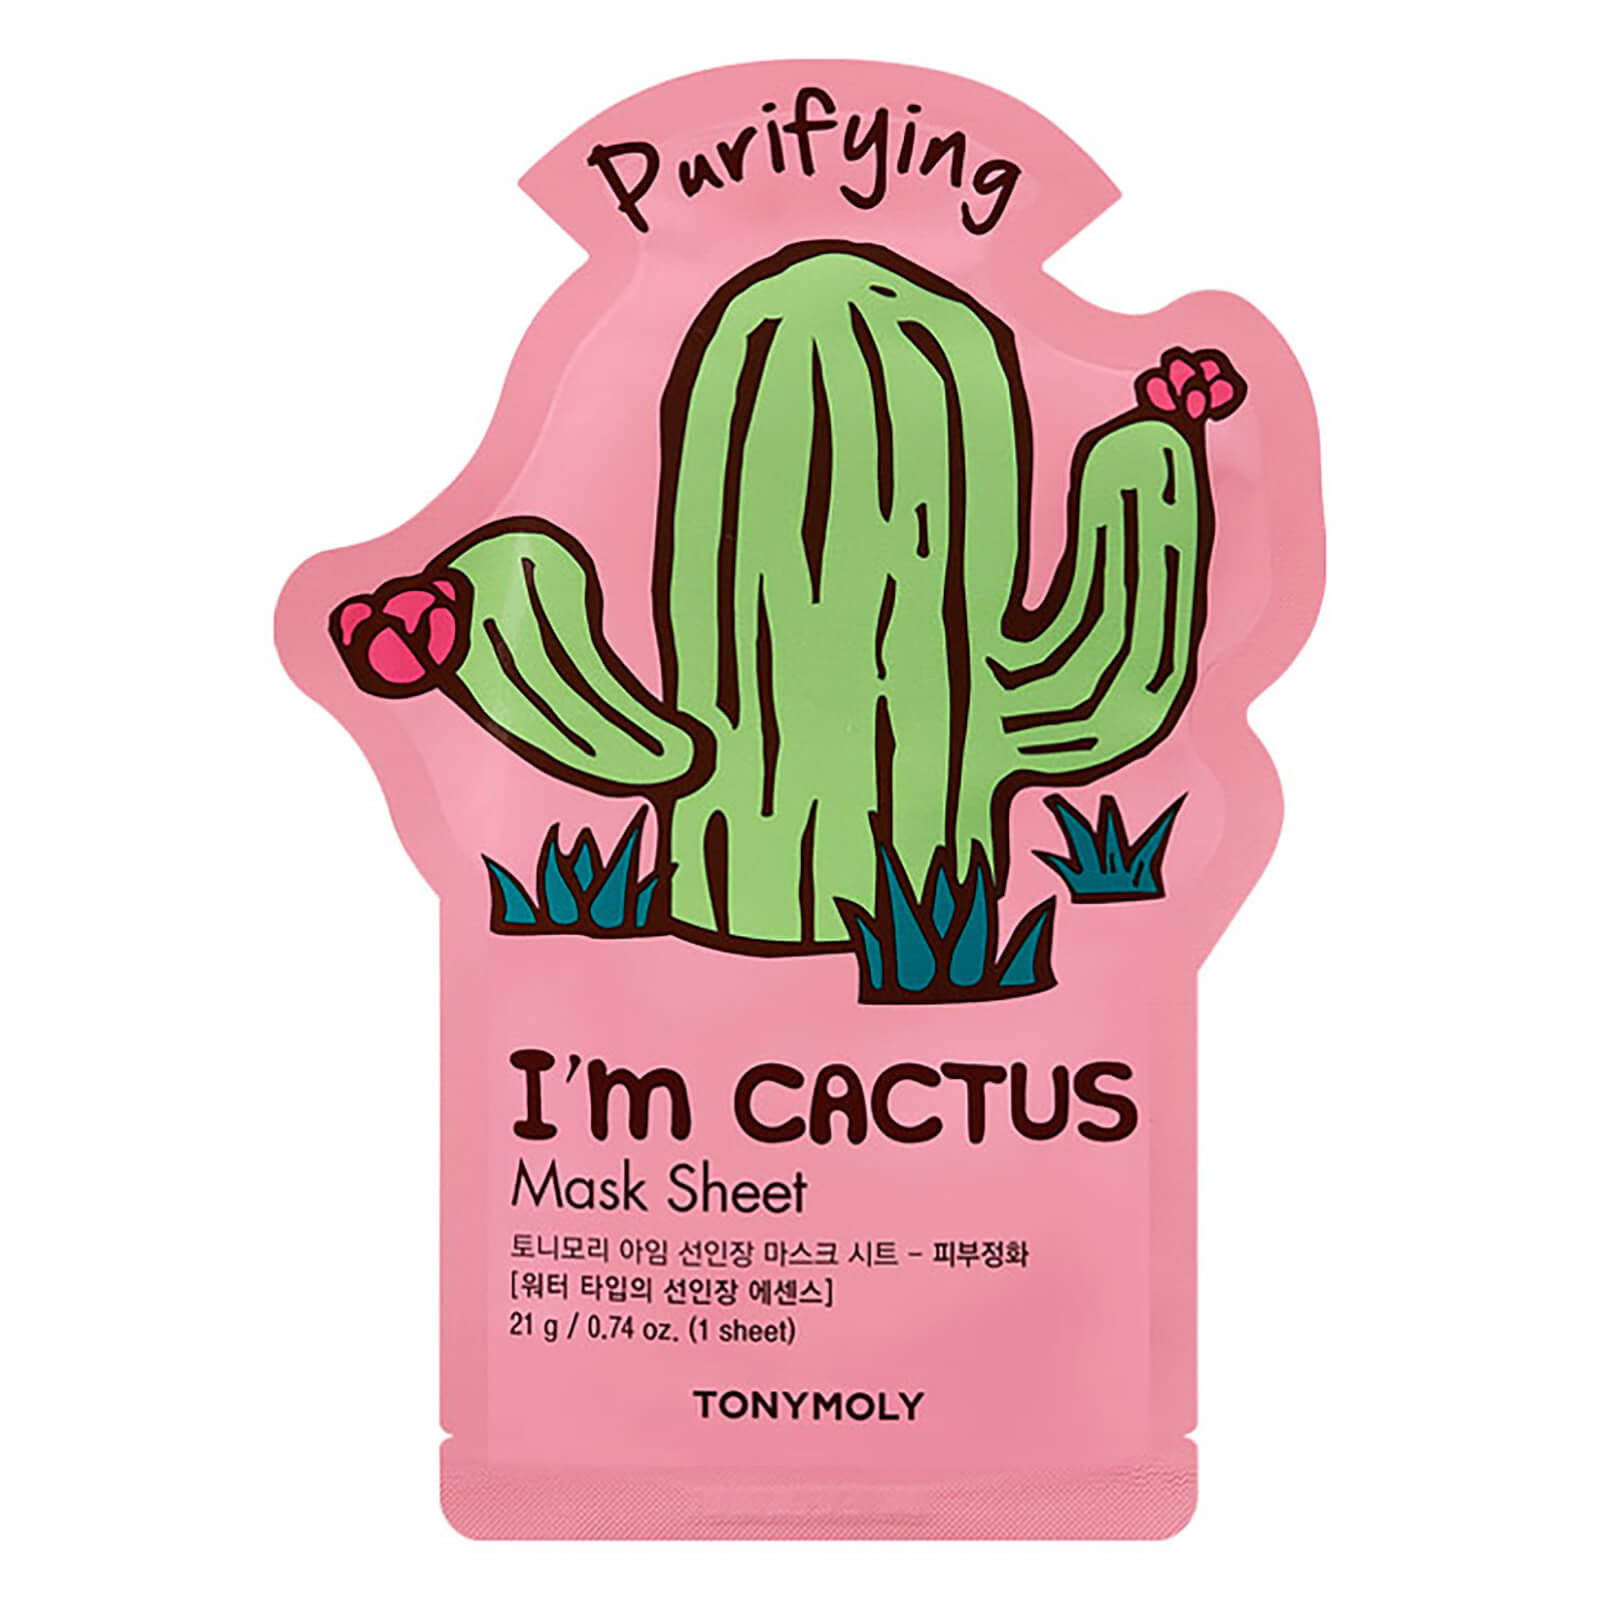 Purifying
I'm CACTUS
Mask Sheet
토니모리 아임 선인장 마스크 시트 - 피부정화
[워터 타입의 선인장 에센스]
21 g / 0.74 oz. (1 sheet)
TONYMOLY